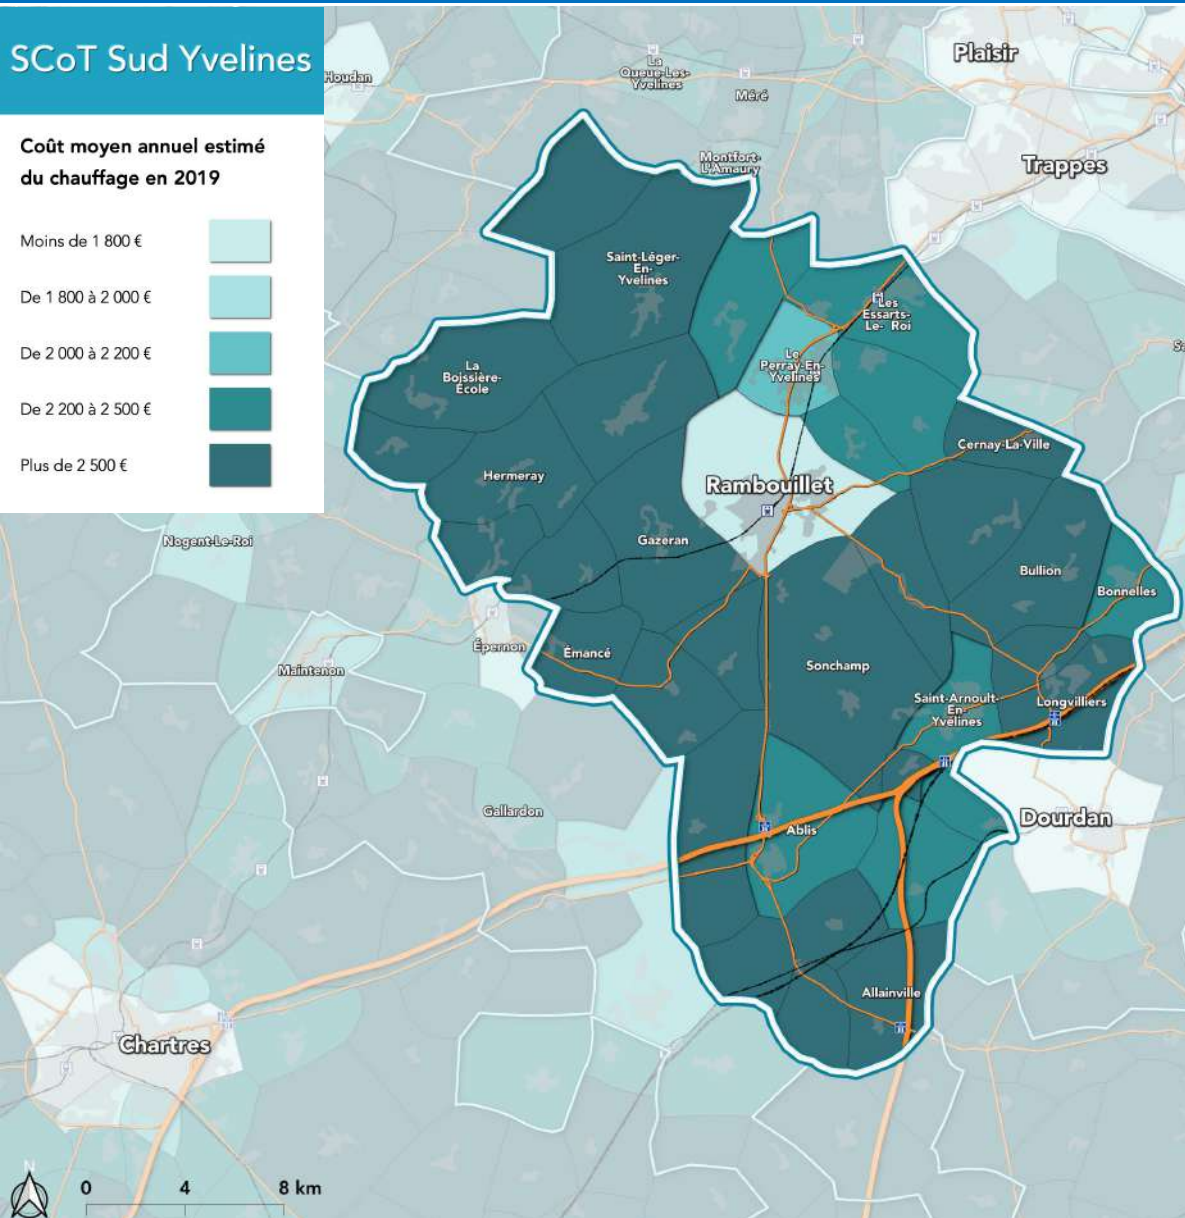 SCoT Sud Yvelines
Coût moyen annuel estimé
du chauffage en 2019
Moins de 1 800 €
De 1 800 à 2 000 €
De 2 000 à 2 200 €
De 2 200 à 2 500 €
Plus de 2 500 €
Houdan
La
Queue-Les-
Yvelines
Méré
Plaisir
Montfort-
L'Amaury
Trappes
Saint-Léger-
En-
Yvelines
Les
Essarts-
Le- Roi
La
Boissière-
École
Le
Perray-En-
Yvelines
Cernay-La-Ville
Hermeray
Rambouillet
Nogent-Le-Roi
Gazeran
Bullion
Bonnelles
Épernon
Émancé
Maintenon
Sonchamp
Saint-Arnoult-
En-
Yvelines
Longvilliers
Gallardon
Ablis
Dourdan
Allainville
Chartres
N
0 4 8 km